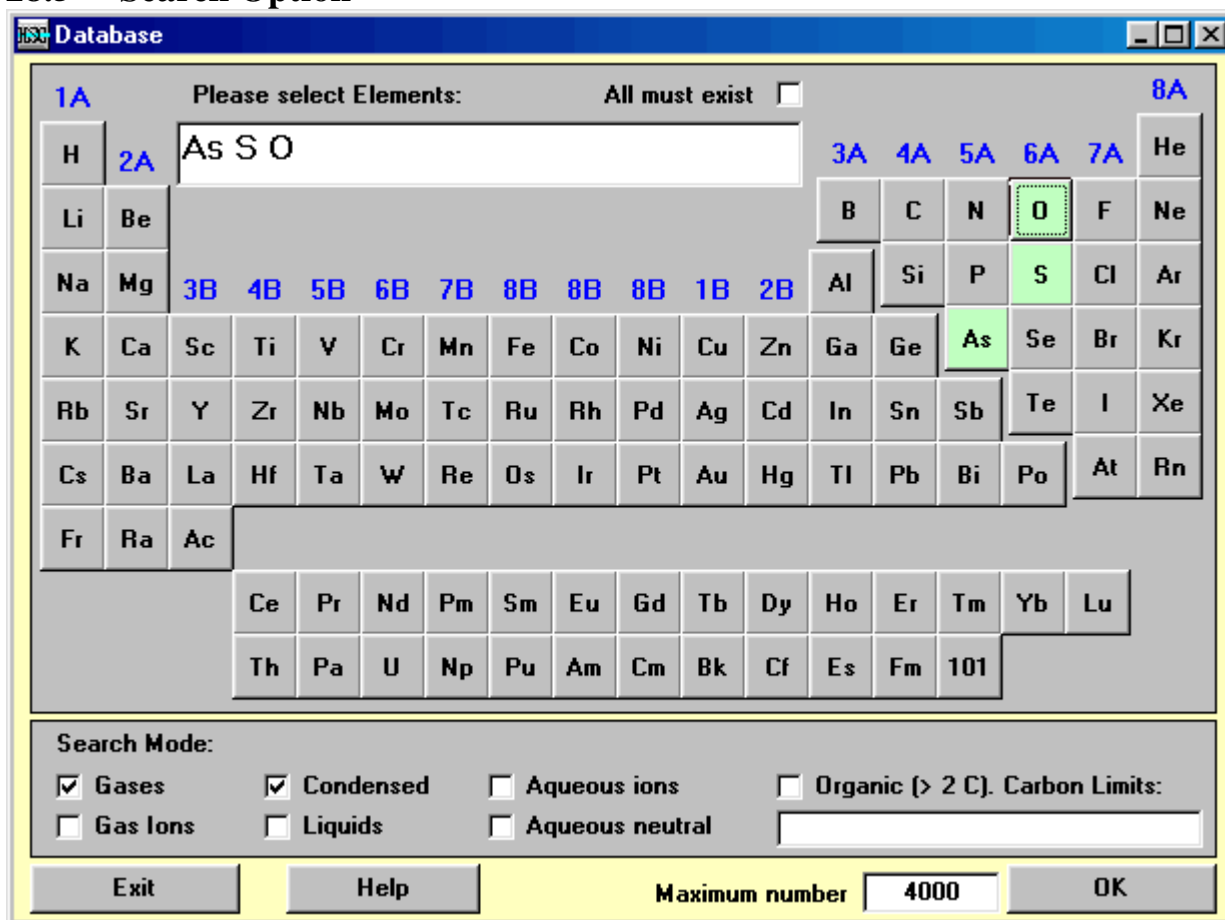 Database
1A Please select Elements: All must exist 8A
H 2A As S O 3A 4A 5A 6A 7A He
Li Be B C N O F Ne
Na Mg 3B 4B 5B 6B 7B 8B 8B 8B 1B 2B Al Si P S Cl Ar
K Ca Sc Ti V Cr Mn Fe Co Ni Cu Zn Ga Ge As Se Br Kr
Rb Sr Y Zr Nb Mo Tc Ru Rh Pd Ag Cd In Sn Sb Te I Xe
Cs Ba La Hf Ta W Re Os Ir Pt Au Hg Tl Pb Bi Po At Rn
Fr Ra Ac
Ce Pr Nd Pm Sm Eu Gd Tb Dy Ho Er Tm Yb Lu
Th Pa U Np Pu Am Cm Bk Cf Es Fm 101
Search Mode:
Gases Condensed Aqueous ions Organic (> 2 C). Carbon Limits:
Gas Ions Liquids Aqueous neutral
Exit Help Maximum number 4000 OK